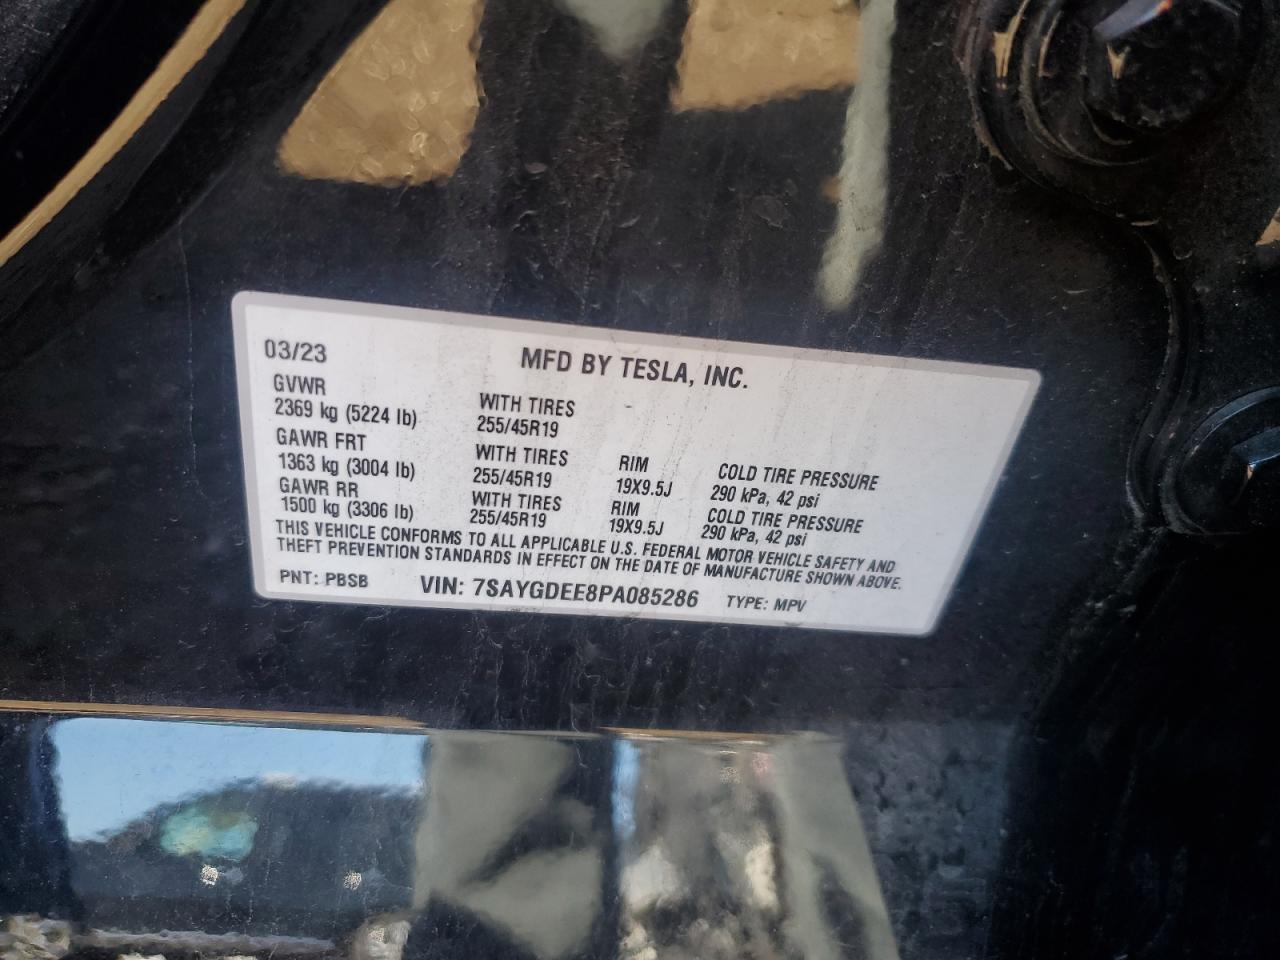 03/23 MFD BY TESLA, INC.
GVWR
2369 kg (5224 lb) WITH TIRES 255/45R19
GAWR FRT
1363 kg (3004 lb) WITH TIRES 255/45R19 RIM 19X9.5J COLD TIRE PRESSURE 290 kPa, 42 psi
GAWR RR
1500 kg (3306 lb) WITH TIRES 255/45R19 RIM 19X9.5J COLD TIRE PRESSURE 290 kPa, 42 psi
THIS VEHICLE CONFORMS TO ALL APPLICABLE U.S. FEDERAL MOTOR VEHICLE SAFETY AND
THEFT PREVENTION STANDARDS IN EFFECT ON THE DATE OF MANUFACTURE SHOWN ABOVE.
PNT: PBSB VIN: 7SAYGDEE8PA085286 TYPE: MPV